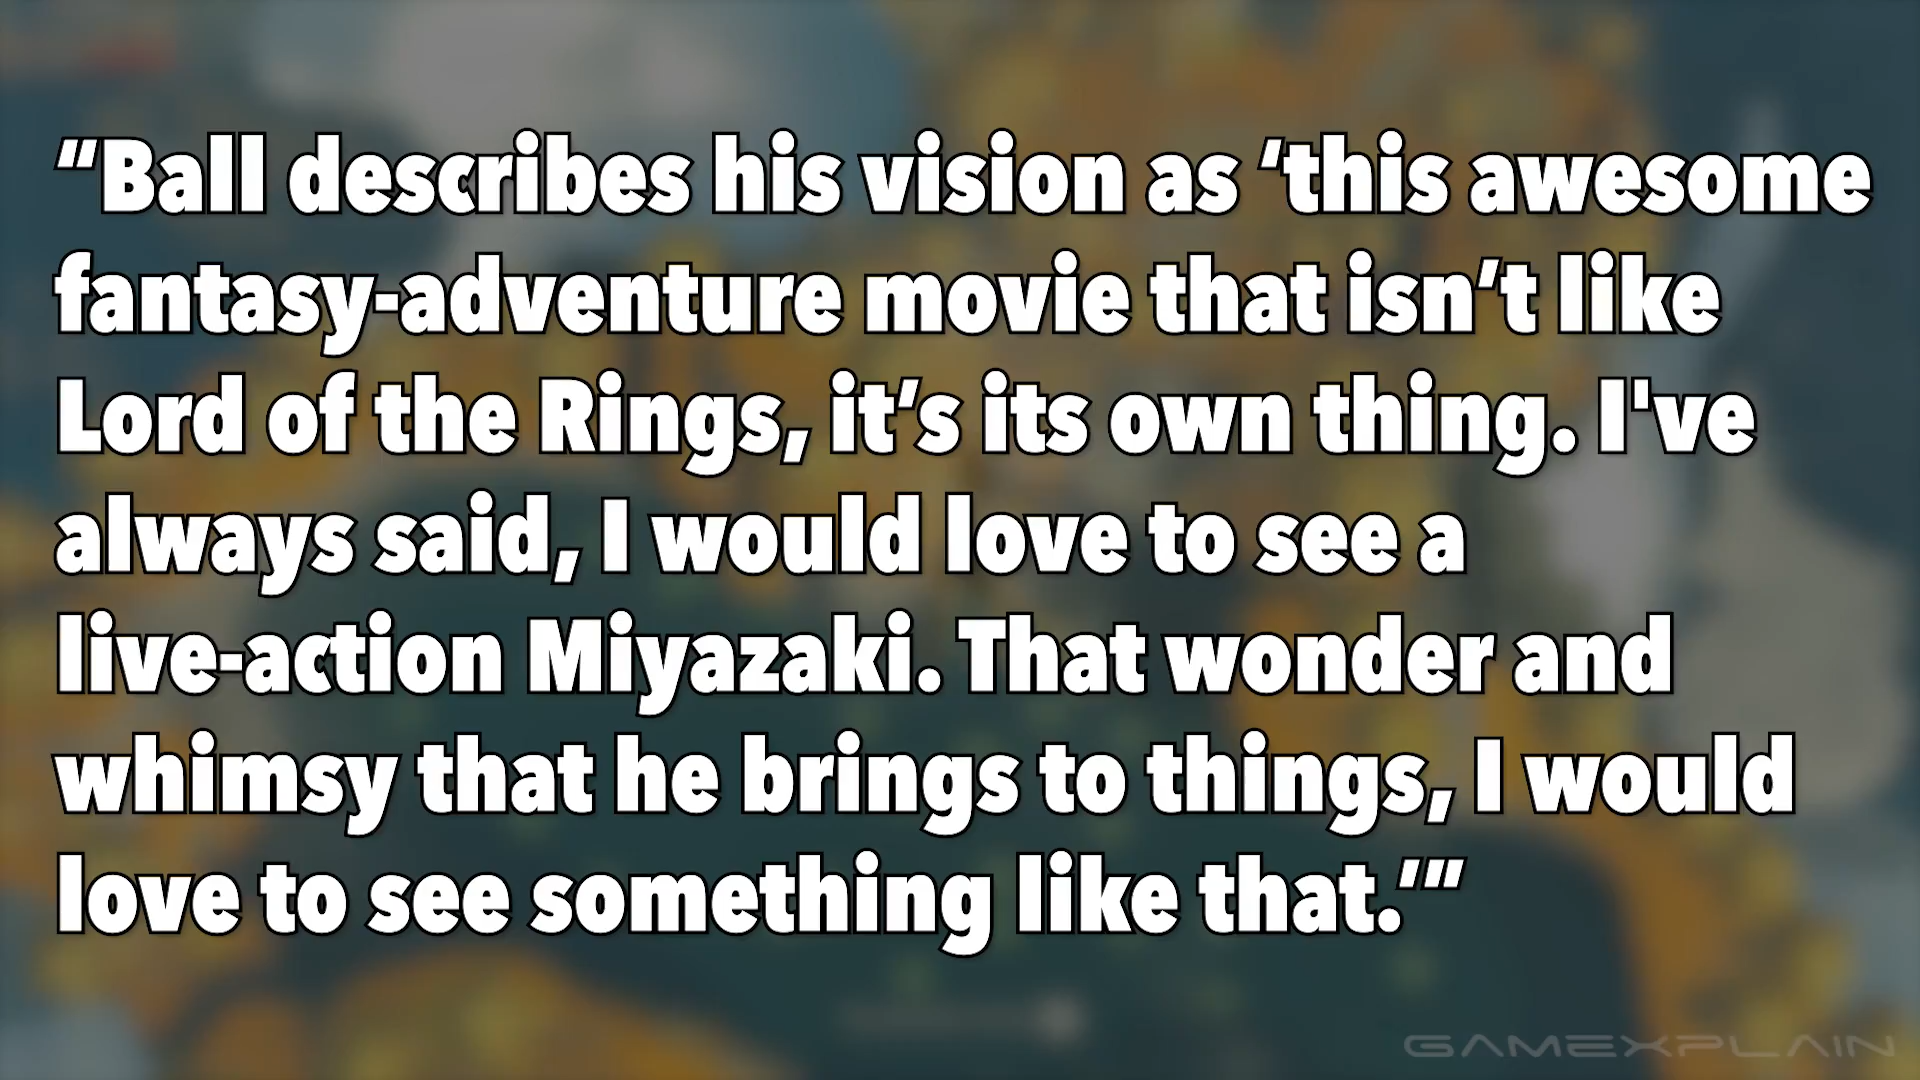 “Ball describes his vision as ‘this awesome
fantasy-adventure movie that isn’t like
Lord of the Rings, it’s its own thing. I've
always said, I would love to see a
live-action Miyazaki. That wonder and
whimsy that he brings to things, I would
love to see something like that.’”
GAMEXPLAIN